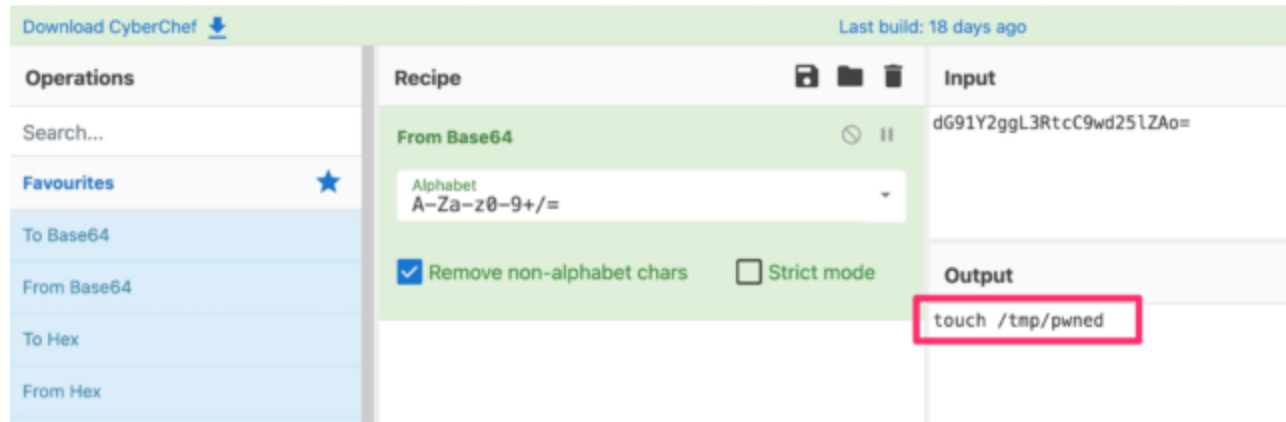 Download CyberChef
Last build: 18 days ago
Operations
Search...
Favourites
To Base64
From Base64
To Hex
From Hex
Recipe
From Base64
Alphabet
A-Za-z0-9+/=
Remove non-alphabet chars
Strict mode
Input
dG91Y2ggL3RtcC9wd25lZAo=
Output
touch /tmp/pwned